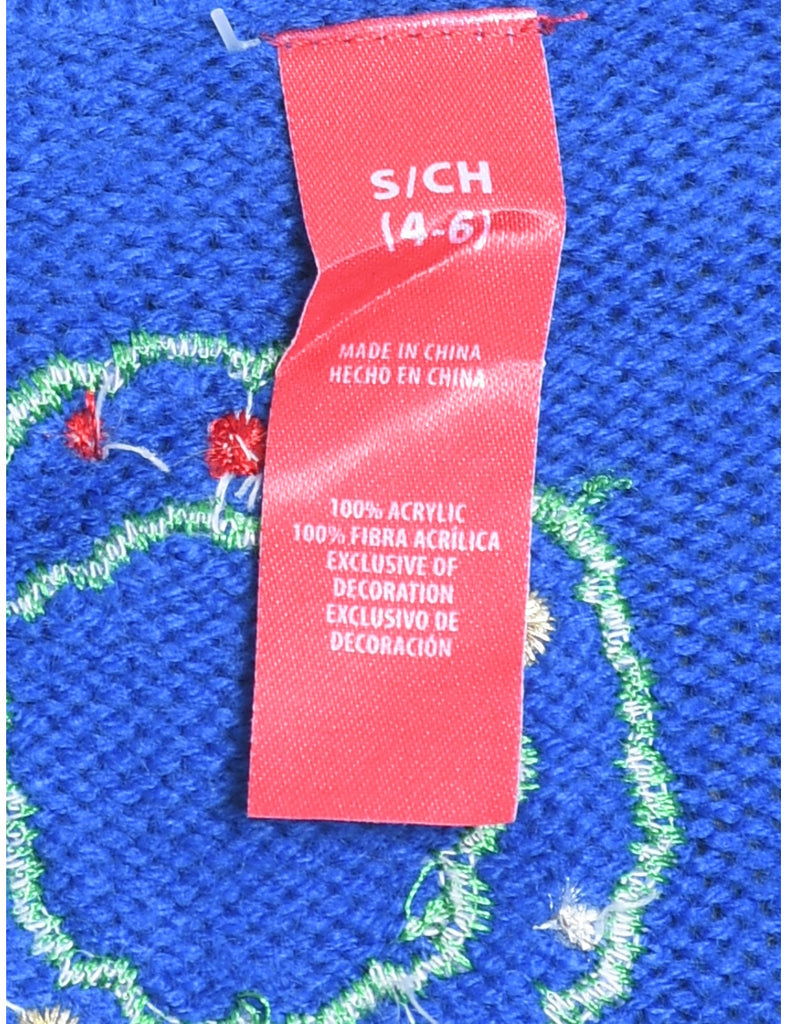 S/CH
(4-6)
MADE IN CHINA
HECHO EN CHINA
100% ACRYLIC
100% FIBRA ACRÍLICA
EXCLUSIVE OF
DECORATION
EXCLUSIVO DE
DECORACIÓN